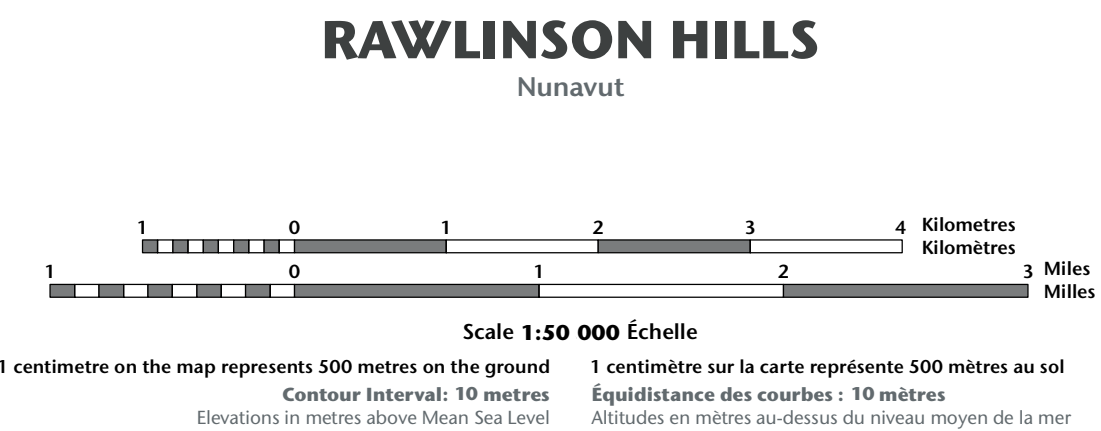 RAWLINSON HILLS
Nunavut
1 0 1 2 3 4 Kilometres
Kilomètres
1 0 1 2 3 Miles
Milles
Scale 1:50 000 Échelle
1 centimetre on the map represents 500 metres on the ground
1 centimètre sur la carte représente 500 mètres au sol
Contour Interval: 10 metres
Équidistance des courbes : 10 mètres
Elevations in metres above Mean Sea Level
Altitudes en mètres au-dessus du niveau moyen de la mer